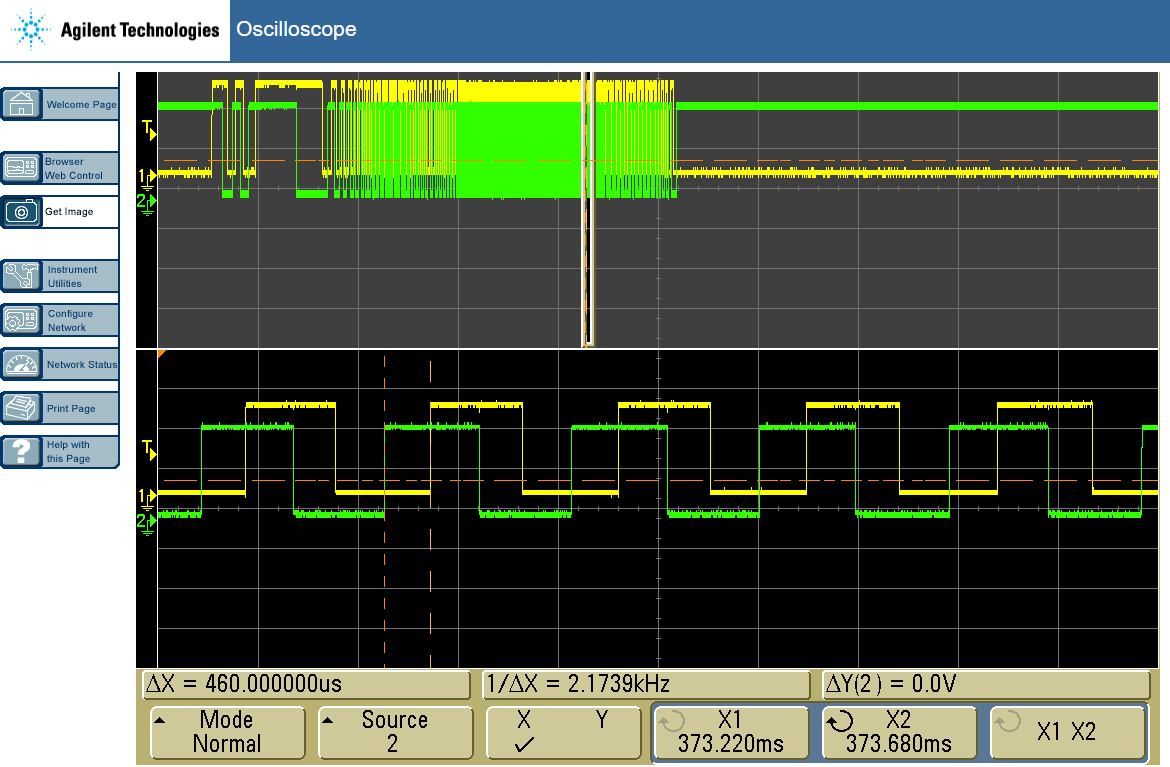 Agilent Technologies
Oscilloscope
Welcome Page
Browser
Web Control
Get Image
Instrument
Utilities
Configure
Network
Network Status
Print Page
Help with
this Page
T
1
2
T
1
2
ΔX = 460.000000us
1/ΔX = 2.1739kHz
ΔY(2 ) = 0.0V
Mode
Normal
Source
2
X Y
✓
X1
373.220ms
X2
373.680ms
X1 X2